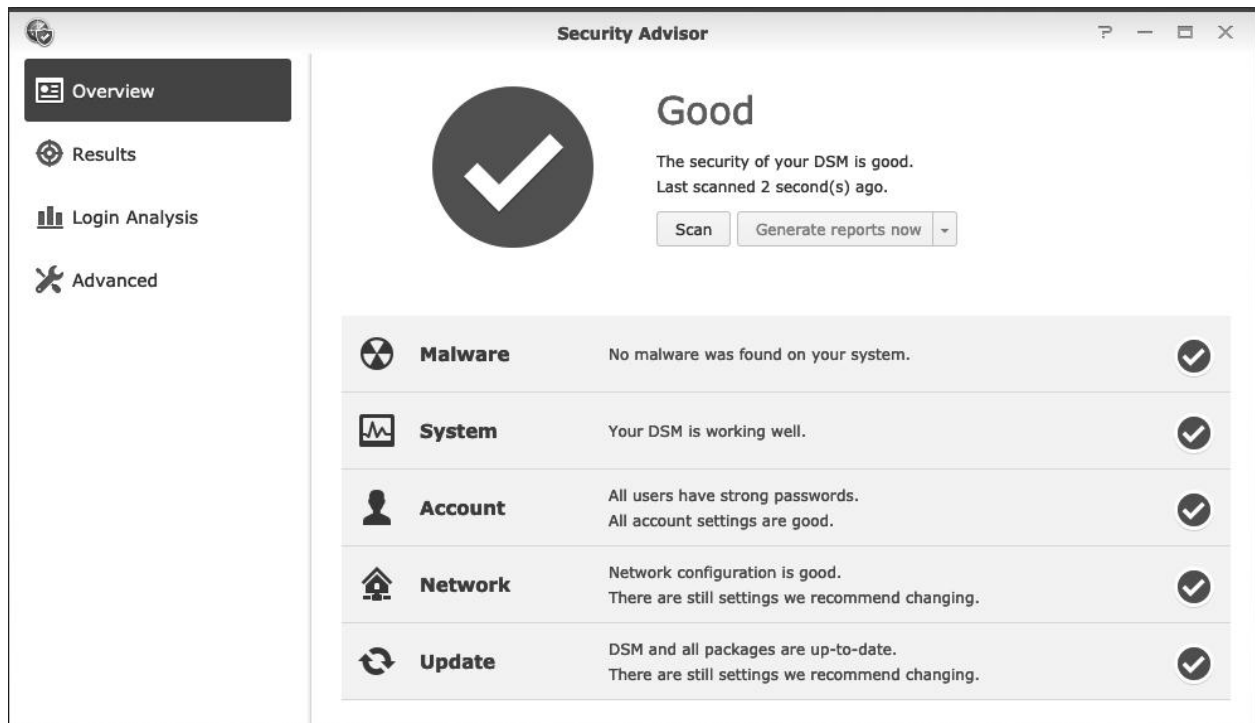 Security Advisor
Overview
Results
Login Analysis
Advanced
Good
The security of your DSM is good.
Last scanned 2 second(s) ago.
Scan
Generate reports now
Malware
No malware was found on your system.
System
Your DSM is working well.
Account
All users have strong passwords.
All account settings are good.
Network
Network configuration is good.
There are still settings we recommend changing.
Update
DSM and all packages are up-to-date.
There are still settings we recommend changing.